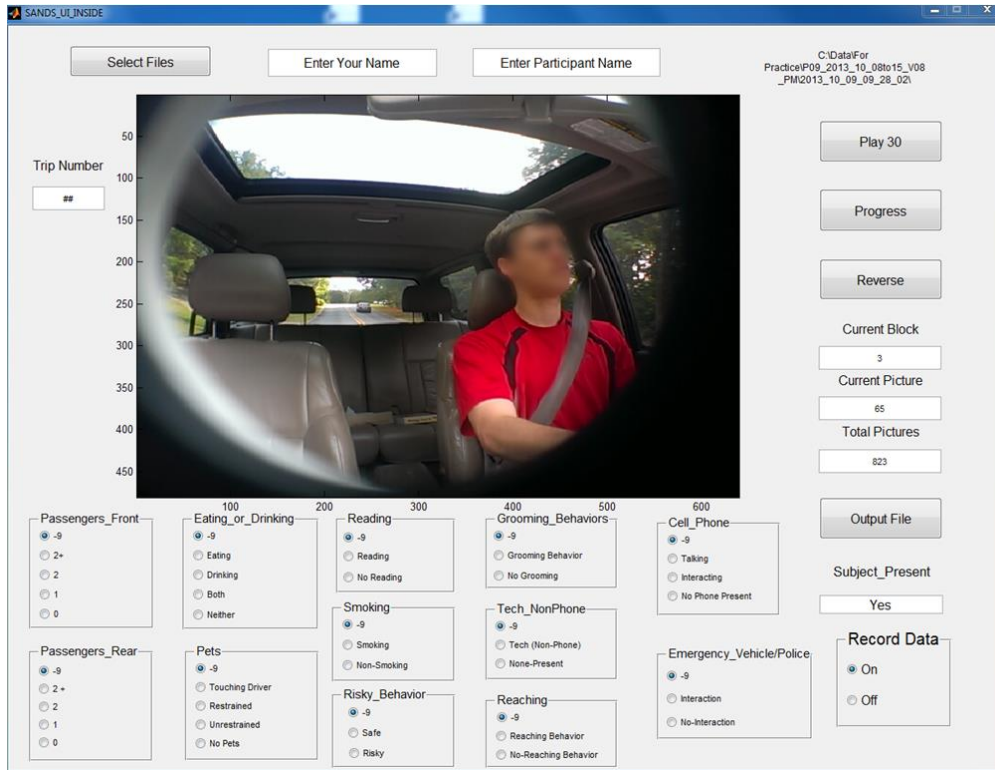 SANDS_UI_INSIDE
Select Files
Enter Your Name
Enter Participant Name
C:\Data\For
Practice\P09_2013_10_08to15_V08
_PM\2013_10_09_09_28_02\
Trip Number
##
50
100
150
200
250
300
350
400
450
100 200 300 400 500 600
Play 30
Progress
Reverse
Current Block
3
Current Picture
65
Total Pictures
823
Output File
Subject_Present
Yes
Record Data
On
Off
Passengers_Front
-9
2+
2
1
0
Passengers_Rear
-9
2 +
2
1
0
Eating_or_Drinking
-9
Eating
Drinking
Both
Neither
Pets
-9
Touching Driver
Restrained
Unrestrained
No Pets
Reading
-9
Reading
No Reading
Smoking
-9
Smoking
Non-Smoking
Risky_Behavior
-9
Safe
Risky
Grooming_Behaviors
-9
Grooming Behavior
No Grooming
Tech_NonPhone
-9
Tech (Non-Phone)
None-Present
Reaching
-9
Reaching Behavior
No-Reaching Behavior
Cell_Phone
-9
Talking
Interacting
No Phone Present
Emergency_Vehicle/Police
-9
Interaction
No-Interaction